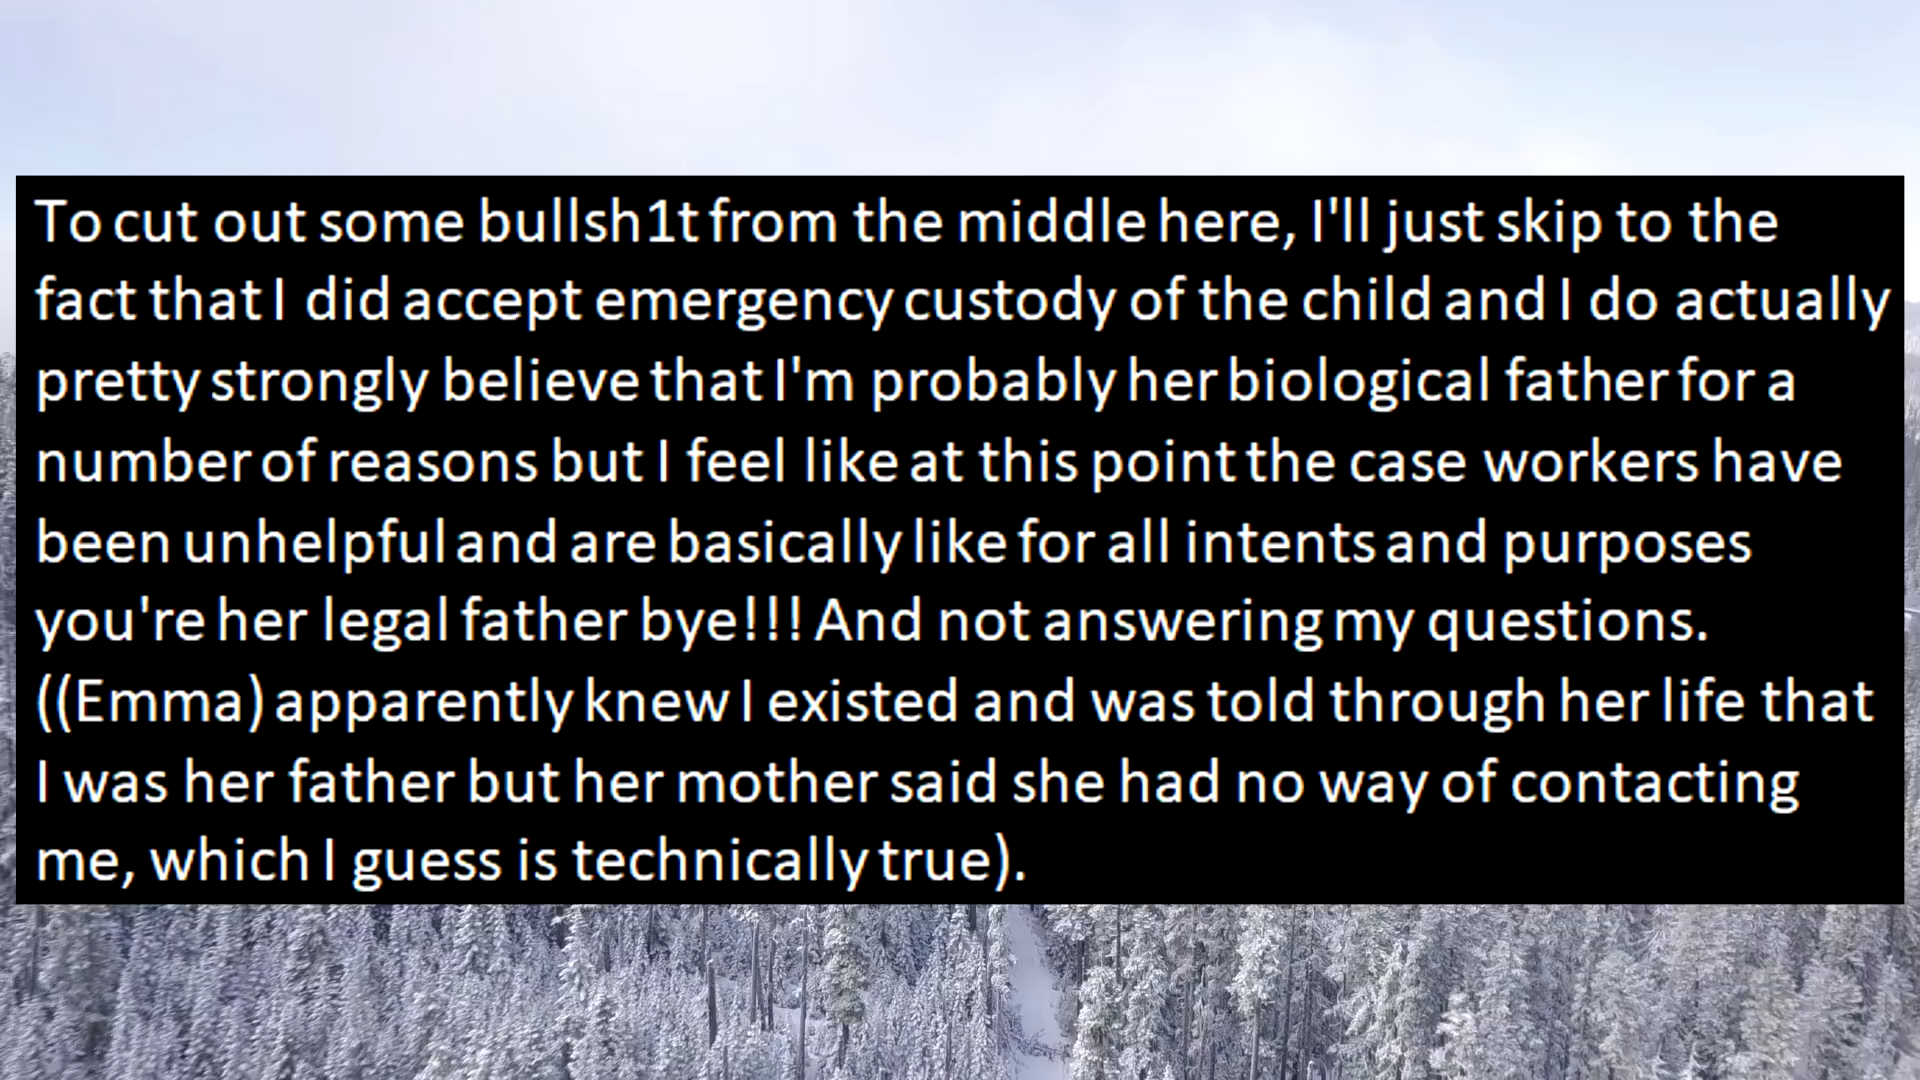 To cut out some bullsh1t from the middle here, I'll just skip to the
fact that I did accept emergency custody of the child and I do actually
pretty strongly believe that I'm probably her biological father for a
number of reasons but I feel like at this point the case workers have
been unhelpful and are basically like for all intents and purposes
you're her legal father bye!!! And not answering my questions.
((Emma) apparently knew I existed and was told through her life that
I was her father but her mother said she had no way of contacting
me, which I guess is technically true).